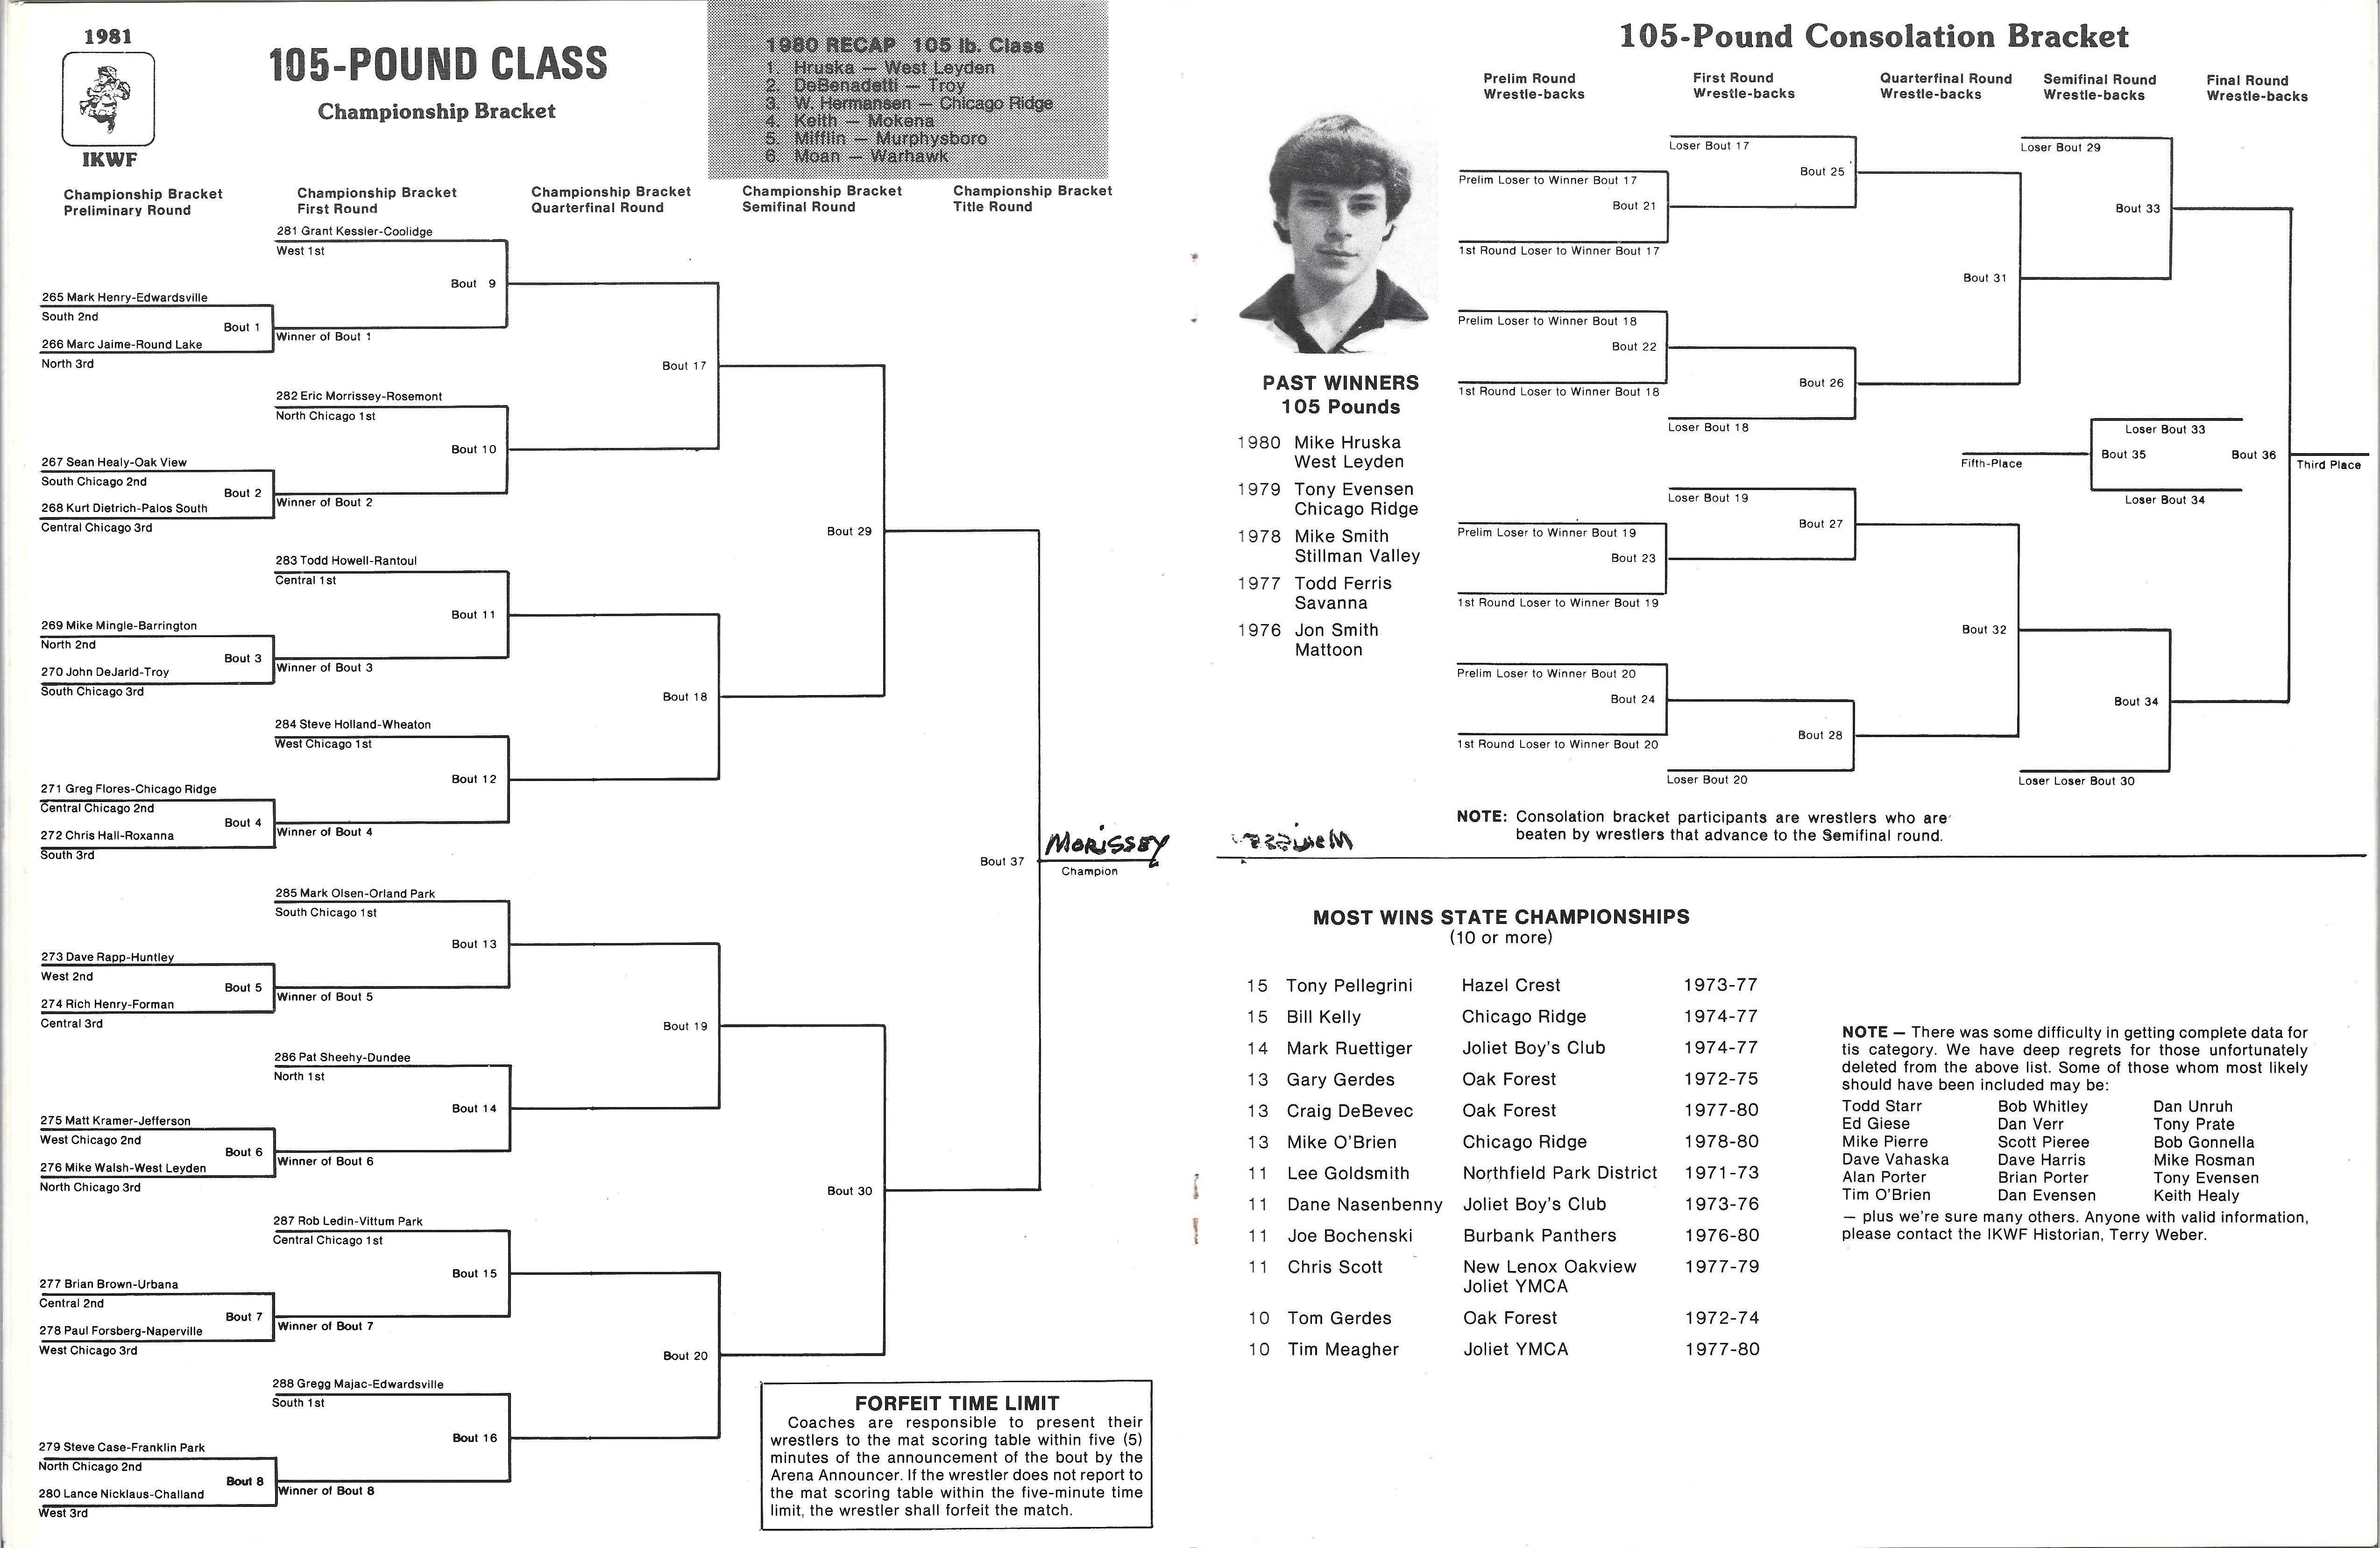 1981
IKWF
105-POUND CLASS
Championship Bracket
1980 RECAP 105 lb. Class
1. Hruska — West Leyden
2. DeBenadetti — Troy
3. W. Hermansen — Chicago Ridge
4. Keith — Mokena
5. Mifflin — Murphysboro
6. Moan — Warhawk
Championship Bracket
Preliminary Round
Championship Bracket
First Round
Championship Bracket
Quarterfinal Round
Championship Bracket
Semifinal Round
Championship Bracket
Title Round
265 Mark Henry-Edwardsville
South 2nd
Bout 1
266 Marc Jaime-Round Lake
North 3rd
267 Sean Healy-Oak View
South Chicago 2nd
Bout 2
268 Kurt Dietrich-Palos South
Central Chicago 3rd
269 Mike Mingle-Barrington
North 2nd
Bout 3
270 John DeJarld-Troy
South Chicago 3rd
271 Greg Flores-Chicago Ridge
Central Chicago 2nd
Bout 4
272 Chris Hall-Roxanna
South 3rd
273 Dave Rapp-Huntley
West 2nd
Bout 5
274 Rich Henry-Forman
Central 3rd
275 Matt Kramer-Jefferson
West Chicago 2nd
Bout 6
276 Mike Walsh-West Leyden
North Chicago 3rd
277 Brian Brown-Urbana
Central 2nd
Bout 7
278 Paul Forsberg-Naperville
West Chicago 3rd
279 Steve Case-Franklin Park
North Chicago 2nd
Bout 8
280 Lance Nicklaus-Challand
West 3rd
281 Grant Kessler-Coolidge
West 1st
Bout 9
Winner of Bout 1
282 Eric Morrissey-Rosemont
North Chicago 1st
Bout 10
Winner of Bout 2
283 Todd Howell-Rantoul
Central 1st
Bout 11
Winner of Bout 3
284 Steve Holland-Wheaton
West Chicago 1st
Bout 12
Winner of Bout 4
285 Mark Olsen-Orland Park
South Chicago 1st
Bout 13
Winner of Bout 5
286 Pat Sheehy-Dundee
North 1st
Bout 14
Winner of Bout 6
287 Rob Ledin-Vittum Park
Central Chicago 1st
Bout 15
Winner of Bout 7
288 Gregg Majac-Edwardsville
South 1st
Bout 16
Winner of Bout 8
Bout 17
Bout 18
Bout 19
Bout 20
Bout 29
Bout 30
Bout 37
MORISSEY
Champion
FORFEIT TIME LIMIT
Coaches are responsible to present their
wrestlers to the mat scoring table within five (5)
minutes of the announcement of the bout by the
Arena Announcer. If the wrestler does not report to
the mat scoring table within the five-minute time
limit, the wrestler shall forfeit the match.
105-Pound Consolation Bracket
Prelim Round
Wrestle-backs
First Round
Wrestle-backs
Quarterfinal Round
Wrestle-backs
Semifinal Round
Wrestle-backs
Final Round
Wrestle-backs
Prelim Loser to Winner Bout 17
Bout 21
1st Round Loser to Winner Bout 17
Prelim Loser to Winner Bout 18
Bout 22
1st Round Loser to Winner Bout 18
Prelim Loser to Winner Bout 19
Bout 23
1st Round Loser to Winner Bout 19
Prelim Loser to Winner Bout 20
Bout 24
1st Round Loser to Winner Bout 20
Loser Bout 17
Bout 25
Bout 26
Loser Bout 18
Loser Bout 19
Bout 27
Bout 28
Loser Bout 20
Bout 31
Bout 32
Loser Bout 29
Bout 33
Bout 34
Loser Loser Bout 30
Loser Bout 33
Fifth-Place
Bout 35
Loser Bout 34
Bout 36
Third Place
PAST WINNERS
105 Pounds
1980 Mike Hruska
West Leyden
1979 Tony Evensen
Chicago Ridge
1978 Mike Smith
Stillman Valley
1977 Todd Ferris
Savanna
1976 Jon Smith
Mattoon
NOTE: Consolation bracket participants are wrestlers who are
beaten by wrestlers that advance to the Semifinal round.
MOST WINS STATE CHAMPIONSHIPS
(10 or more)
15 Tony Pellegrini Hazel Crest 1973-77
15 Bill Kelly Chicago Ridge 1974-77
14 Mark Ruettiger Joliet Boy's Club 1974-77
13 Gary Gerdes Oak Forest 1972-75
13 Craig DeBevec Oak Forest 1977-80
13 Mike O'Brien Chicago Ridge 1978-80
11 Lee Goldsmith Northfield Park District 1971-73
11 Dane Nasenbenny Joliet Boy's Club 1973-76
11 Joe Bochenski Burbank Panthers 1976-80
11 Chris Scott New Lenox Oakview 1977-79
Joliet YMCA
10 Tom Gerdes Oak Forest 1972-74
10 Tim Meagher Joliet YMCA 1977-80
NOTE — There was some difficulty in getting complete data for
tis category. We have deep regrets for those unfortunately
deleted from the above list. Some of those whom most likely
should have been included may be:
Todd Starr Bob Whitley Dan Unruh
Ed Giese Dan Verr Tony Prate
Mike Pierre Scott Pieree Bob Gonnella
Dave Vahaska Dave Harris Mike Rosman
Alan Porter Brian Porter Tony Evensen
Tim O'Brien Dan Evensen Keith Healy
— plus we're sure many others. Anyone with valid information,
please contact the IKWF Historian, Terry Weber.